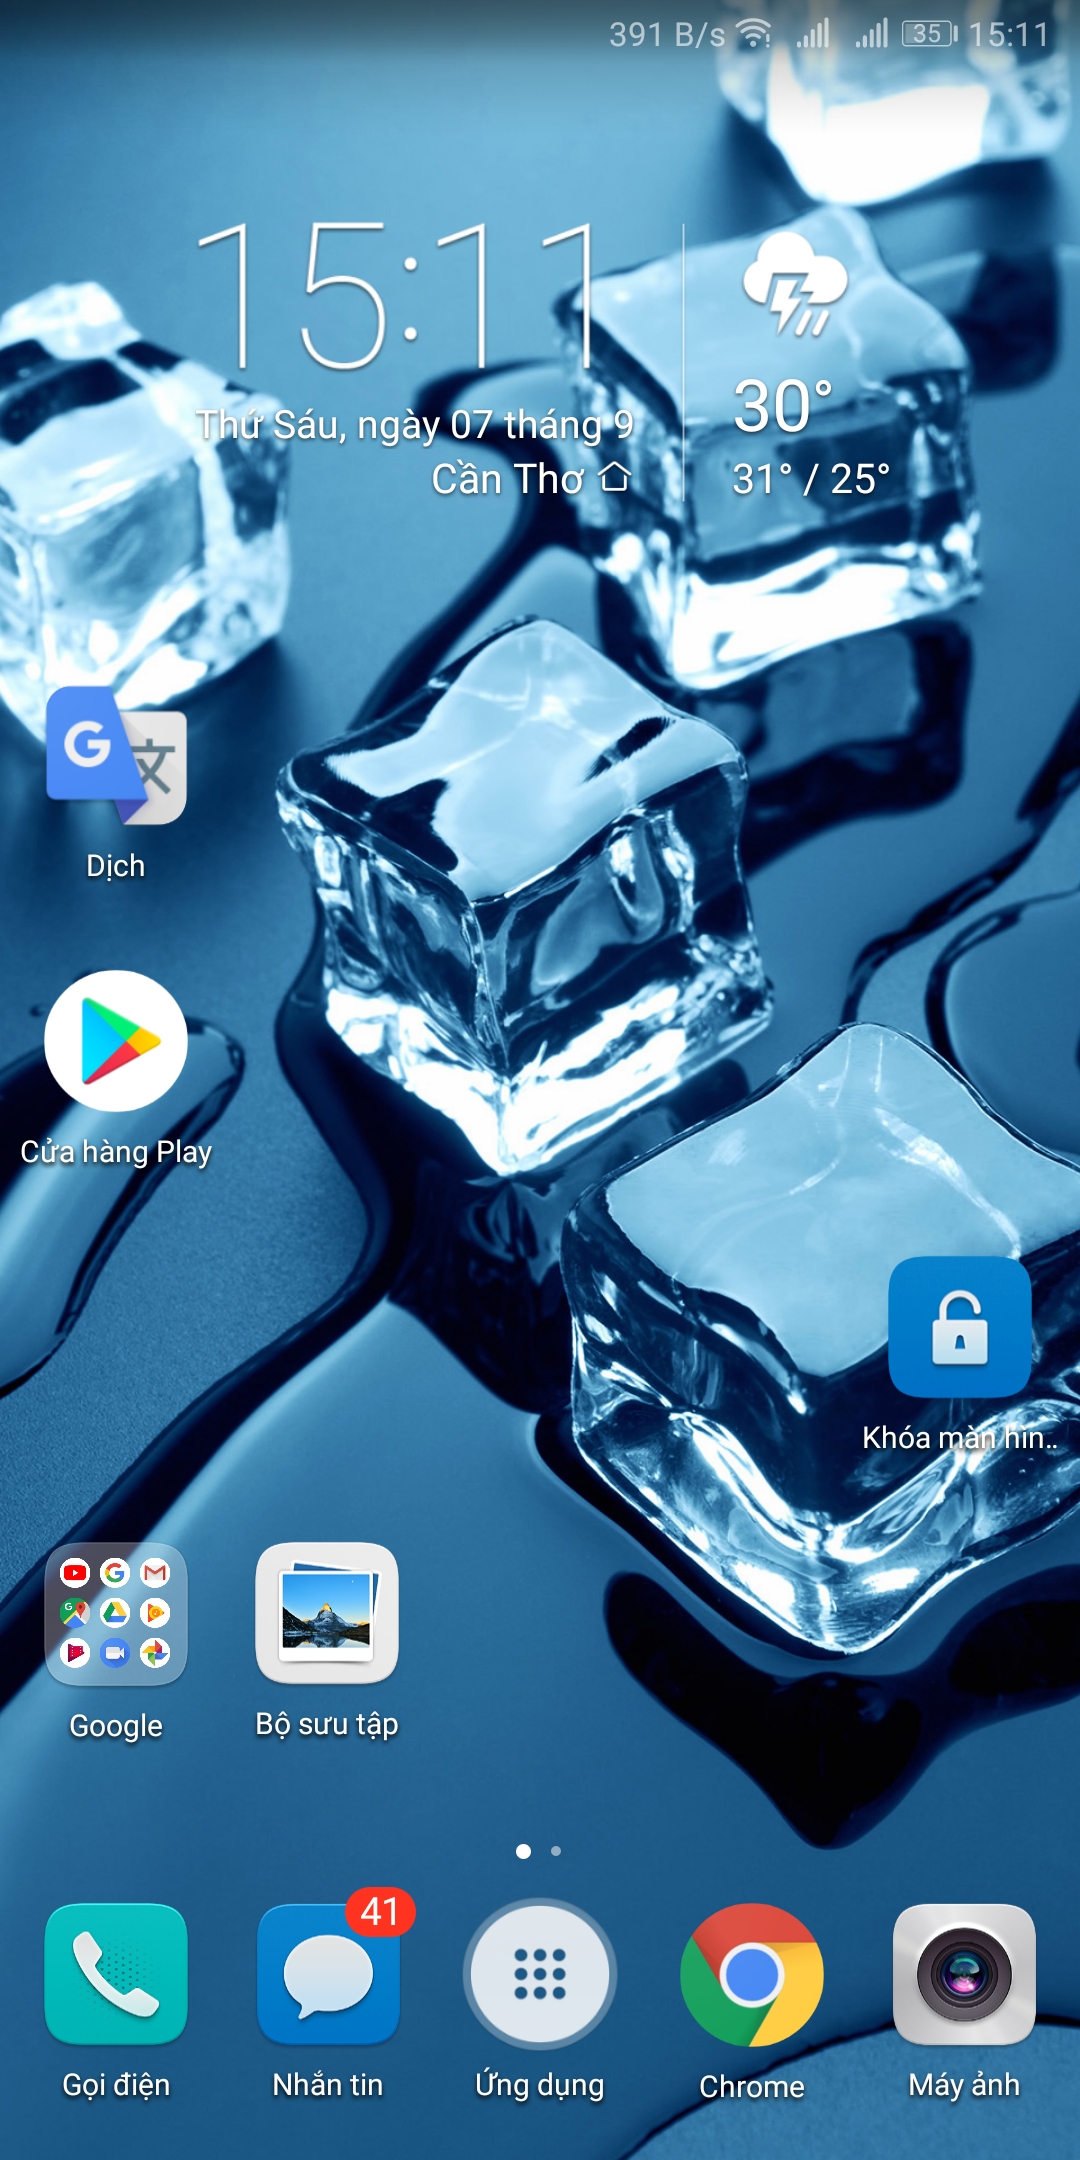 391 B/s 35 15:11
15:11
Thứ Sáu, ngày 07 tháng 9
Cần Thơ
30°
31° / 25°
Dịch
Cửa hàng Play
Khóa màn hìn..
Google
Bộ sưu tập
41
Gọi điện
Nhắn tin
Ứng dụng
Chrome
Máy ảnh